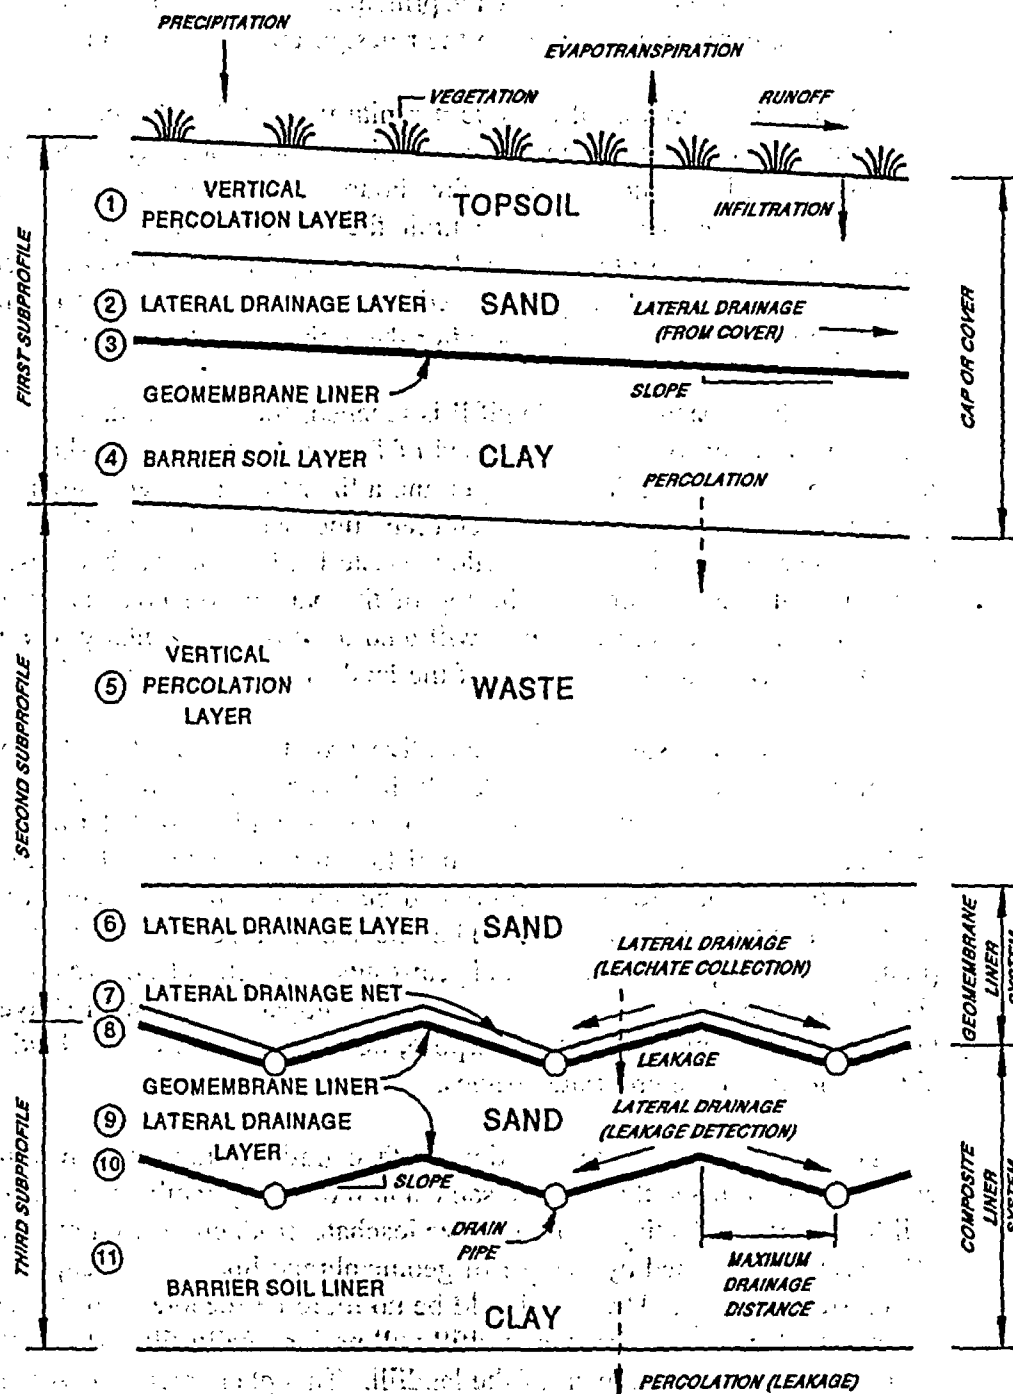 PRECIPITATION
EVAPOTRANSPIRATION
VEGETATION
RUNOFF
FIRST SUBPROFILE
1
VERTICAL
PERCOLATION LAYER
TOPSOIL
INFILTRATION
2
LATERAL DRAINAGE LAYER
SAND
LATERAL DRAINAGE
(FROM COVER)
3
GEOMEMBRANE LINER
SLOPE
CAP OR COVER
4
BARRIER SOIL LAYER
CLAY
PERCOLATION
SECOND SUBPROFILE
5
VERTICAL
PERCOLATION
LAYER
WASTE
6
LATERAL DRAINAGE LAYER
SAND
LATERAL DRAINAGE
(LEACHATE COLLECTION)
GEOMEMBRANE
LINER
SYSTEM
7
LATERAL DRAINAGE NET
8
GEOMEMBRANE LINER
LEAKAGE
THIRD SUBPROFILE
9
LATERAL DRAINAGE
LAYER
SAND
LATERAL DRAINAGE
(LEAKAGE DETECTION)
10
SLOPE
DRAIN
PIPE
MAXIMUM
DRAINAGE
DISTANCE
COMPOSITE
LINER
SYSTEM
11
BARRIER SOIL LINER
CLAY
PERCOLATION (LEAKAGE)